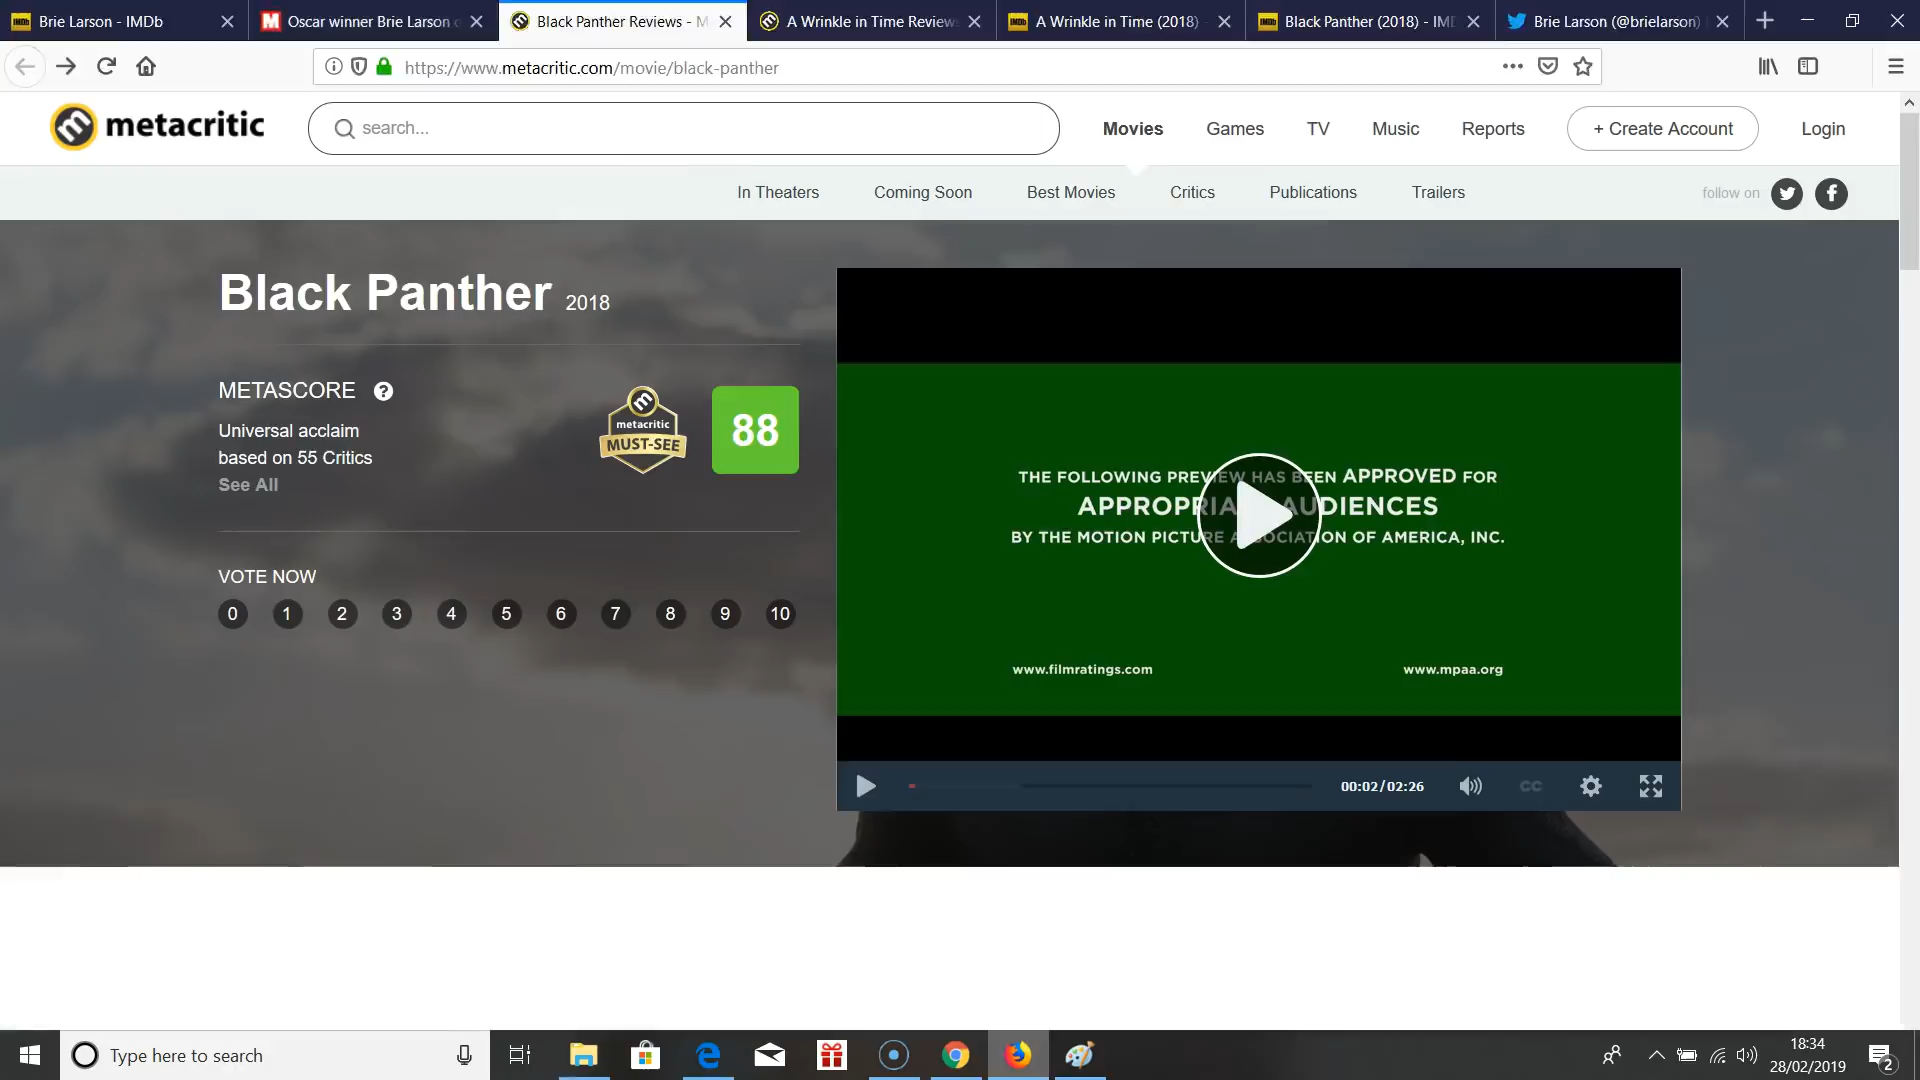 Brie Larson - IMDb
Oscar winner Brie Larson o
Black Panther Reviews - M
A Wrinkle in Time Reviews
A Wrinkle in Time (2018) -
Black Panther (2018) - IM
Brie Larson (@brielarson)
https://www.metacritic.com/movie/black-panther
metacritic
search...
Movies
Games
TV
Music
Reports
+ Create Account
Login
In Theaters
Coming Soon
Best Movies
Critics
Publications
Trailers
follow on
Black Panther 2018
METASCORE ?
Universal acclaim
based on 55 Critics
See All
metacritic
MUST-SEE
88
VOTE NOW
0 1 2 3 4 5 6 7 8 9 10
THE FOLLOWING PREVIEW HAS BEEN APPROVED FOR
APPROPRIATE AUDIENCES
BY THE MOTION PICTURE ASSOCIATION OF AMERICA, INC.
www.filmratings.com
www.mpaa.org
00:02/02:26
CC
Type here to search
18:34
28/02/2019
2